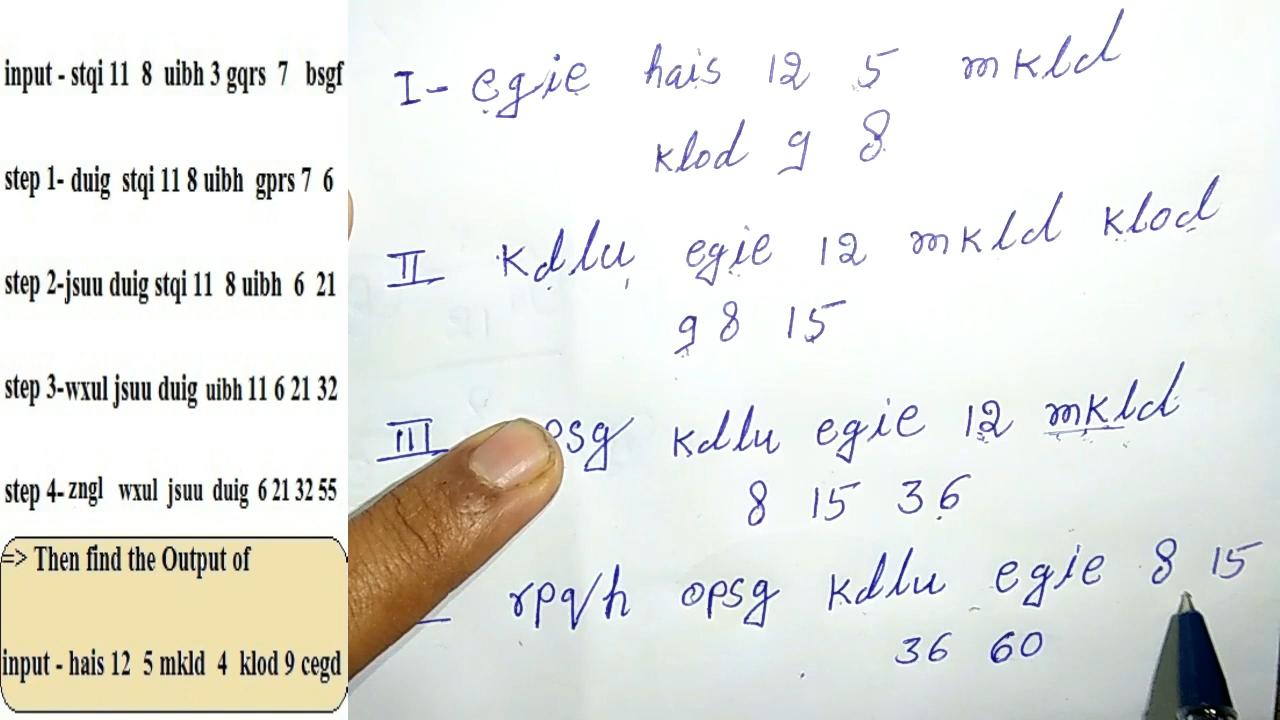 input - stqi 11 8 uibh 3 gqrs 7 bsgf
step 1- duig stqi 11 8 uibh gprs 7 6
step 2-jsuu duig stqi 11 8 uibh 6 21
step 3-wxul jsuu duig uibh 11 6 21 32
step 4- zngl wxul jsuu duig 6 21 32 55
=> Then find the Output of
input - hais 12 5 mkld 4 klod 9 cegd
I- egie hais 12 5 mkld
klod 9 8
II kdlu egie 12 mkld klod
9 8 15
III kdlu egie 12 mkld
8 15 36
rpqh opsg kdlu egie 8 15
36 60